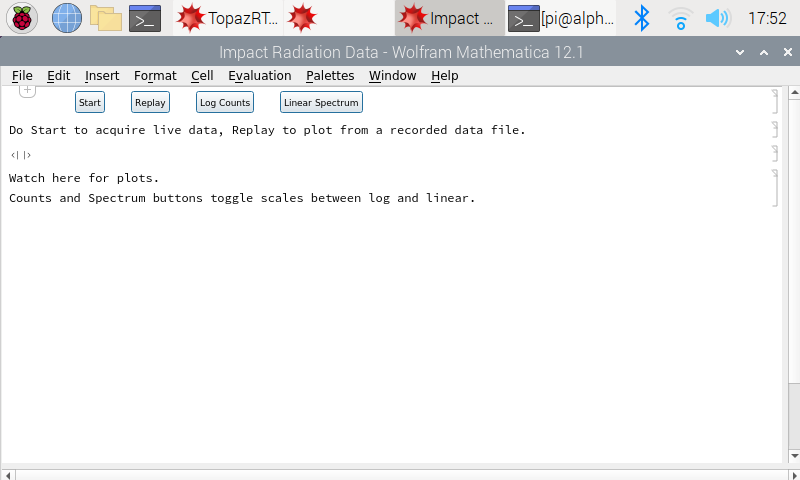 TopazRT...
Impact ...
[pi@alph...
17:52
Impact Radiation Data - Wolfram Mathematica 12.1
File Edit Insert Format Cell Evaluation Palettes Window Help
Start Replay Log Counts Linear Spectrum
Do Start to acquire live data, Replay to plot from a recorded data file.
<||>
Watch here for plots.
Counts and Spectrum buttons toggle scales between log and linear.